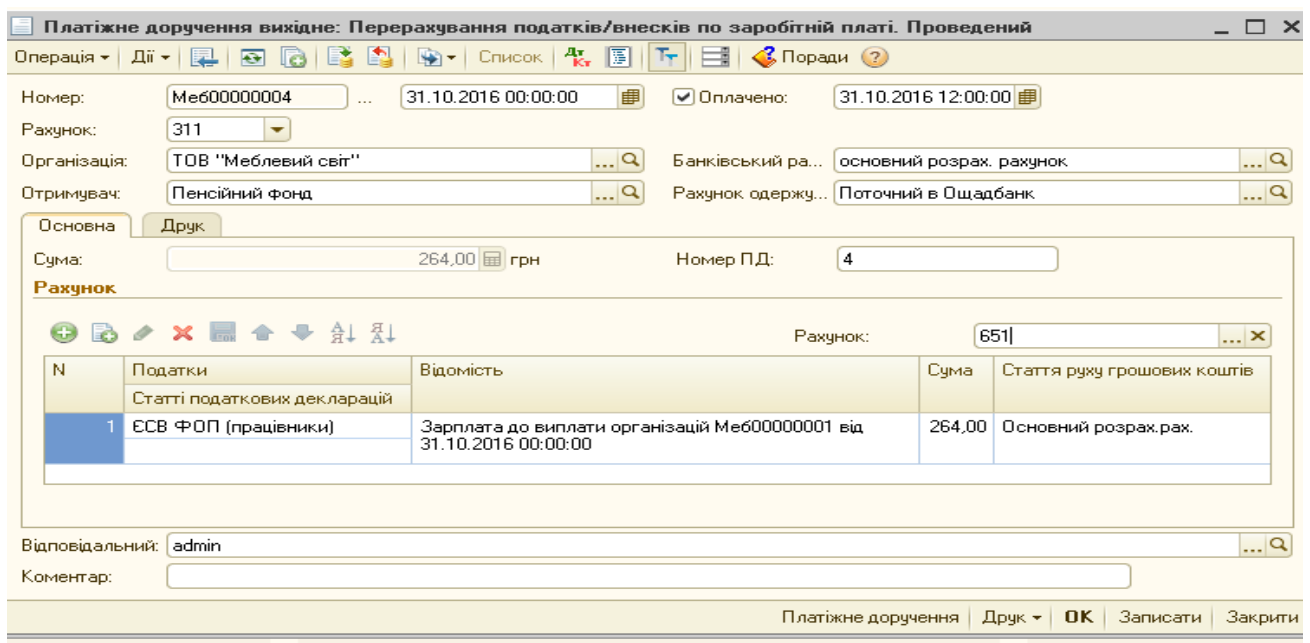 Платіжне доручення вихідне: Перерахування податків/внесків по заробітній платі. Проведений
Операція Дії Список Дт Кт Поради
Номер: Меб00000004 ... 31.10.2016 00:00:00 Оплачено: 31.10.2016 12:00:00
Рахунок: 311
Організація: ТОВ "Меблевий світ" ... Банківський ра... основний розрах. рахунок ...
Отримувач: Пенсійний Фонд ... Рахунок одержу... Поточний в Ощадбанк ...
Основна Друк
Сума: 264,00 грн Номер ПД: 4
Рахунок
Рахунок: 651 ...
N Податки Відомість Сума Стаття руху грошових коштів
Статті податкових декларацій
1 ЄСВ ФОП (працівники) Зарплата до виплати організацій Меб00000001 від 264,00 Основний розрах.рах.
31.10.2016 00:00:00
Відповідальний: admin ...
Коментар:
Платіжне доручення Друк OK Записати Закрити